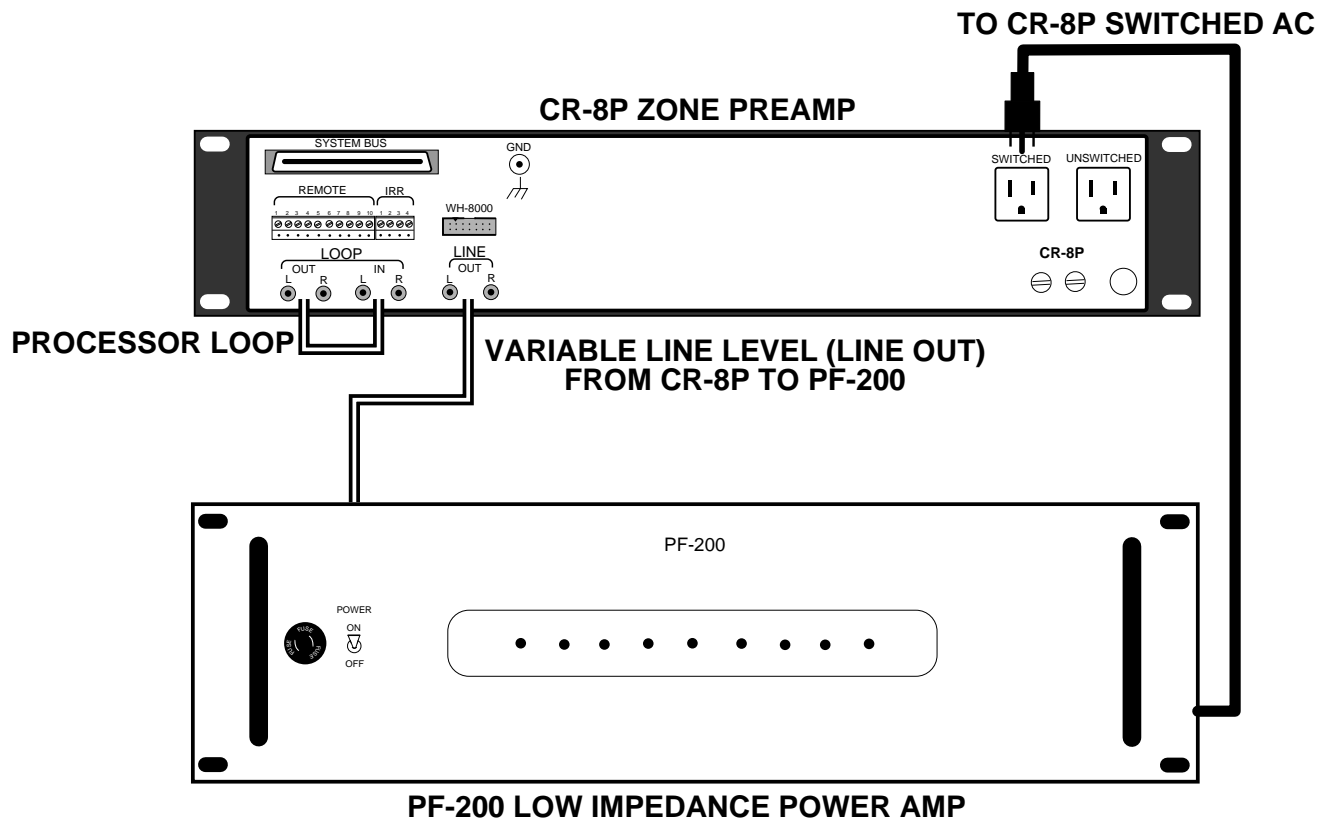 TO CR-8P SWITCHED AC
CR-8P ZONE PREAMP
SYSTEM BUS
GND
SWITCHED
UNSWITCHED
REMOTE
IRR
1 2 3 4 5 6 7 8 9 10 1 2 3 4
WH-8000
LOOP
OUT
IN
L R L R
LINE
OUT
L R
CR-8P
PROCESSOR LOOP
VARIABLE LINE LEVEL (LINE OUT)
FROM CR-8P TO PF-200
PF-200
POWER
ON
OFF
FUSE
FUSE
FUSE
PF-200 LOW IMPEDANCE POWER AMP